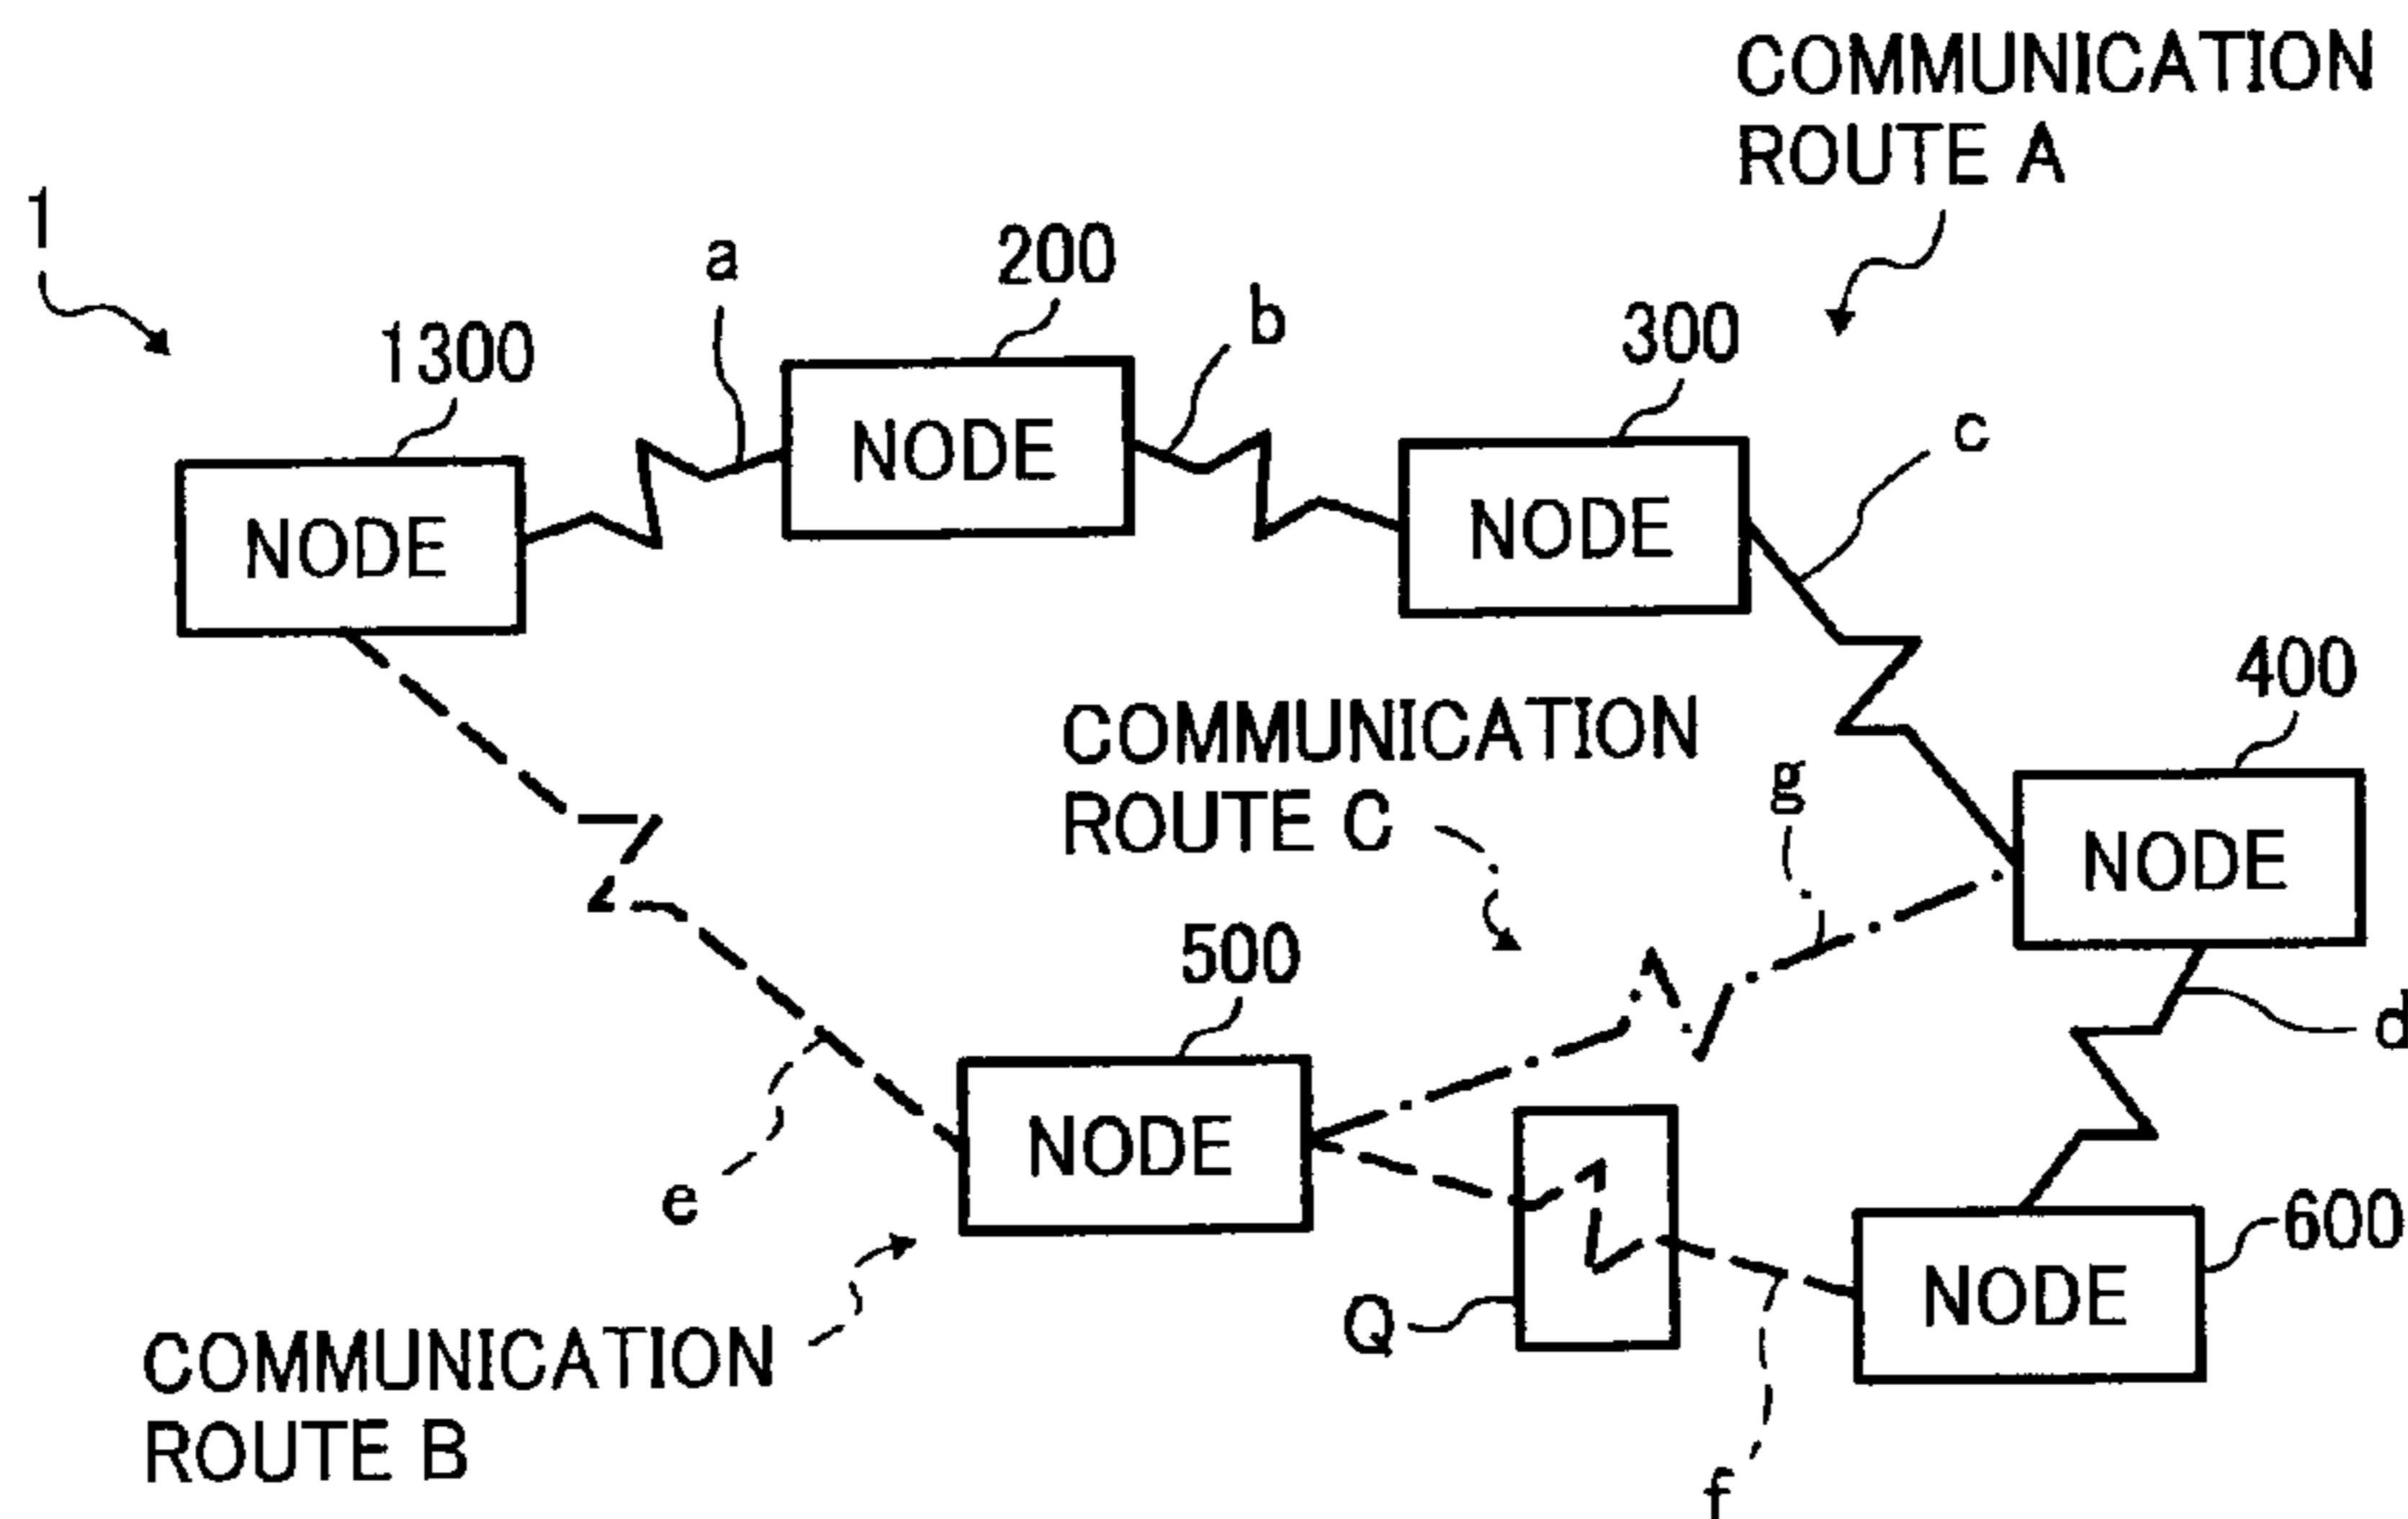 COMMUNICATION
ROUTE A
1
a
200
b
300
1300
c
NODE
NODE
NODE
400
COMMUNICATION
ROUTE C
g
NODE
500
d
NODE
e
600
Q
NODE
COMMUNICATION
ROUTE B
f